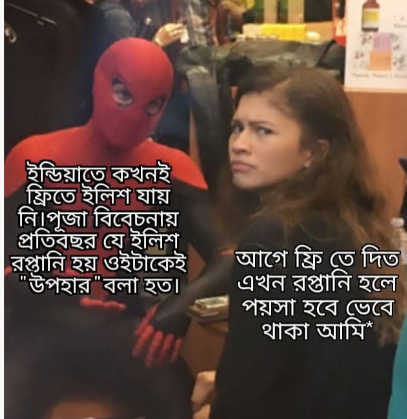 ইন্ডিয়াতে কখনই
ফ্রিতে ইলিশ যায়
নি।পূজা বিবেচনায়
প্রতিবছর যে ইলিশ
রপ্তানি হয় ওইটাকেই
"উপহার"বলা হত।
আগে ফ্রি তে দিত
এখন রপ্তানি হলে
পয়সা হবে ভেবে
থাকা আমি*